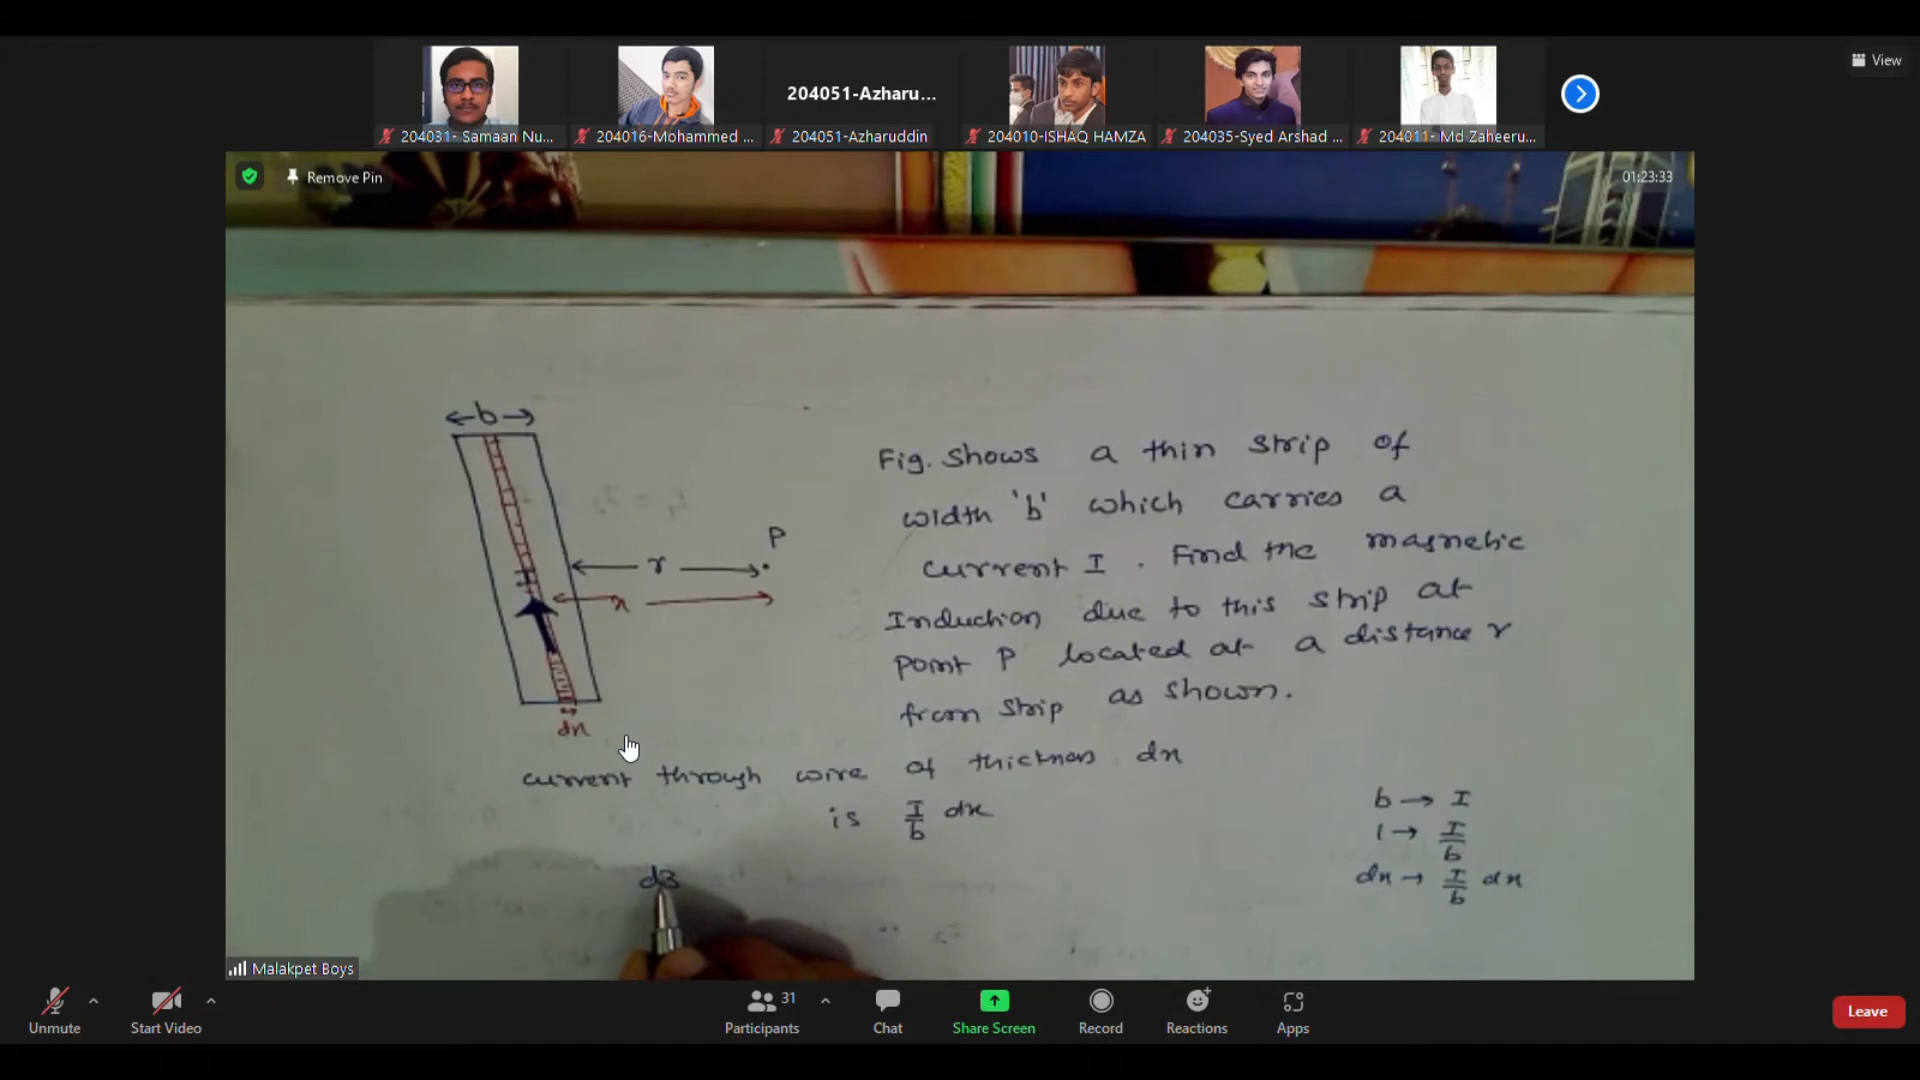 View
204051-Azharu...
204031- Samaan Nu...
204016-Mohammed ...
204051-Azharuddin
204010-ISHAQ HAMZA
204035-Syed Arshad ...
204011- Md Zaheeru...
Remove Pin
01:23:33
←b→
Fig. shows a thin strip of
width 'b' which carries a
current I . Find the magnetic
Induction due to this strip at
point P located at a distance r
from strip as shown.
P
r
I
x
dx
current through wire of thickness dx
is I/b dx
b → I
1 → I/b
dx → I/b dx
dB
Malakpet Boys
Unmute
Start Video
31
Participants
Chat
Share Screen
Record
Reactions
Apps
Leave